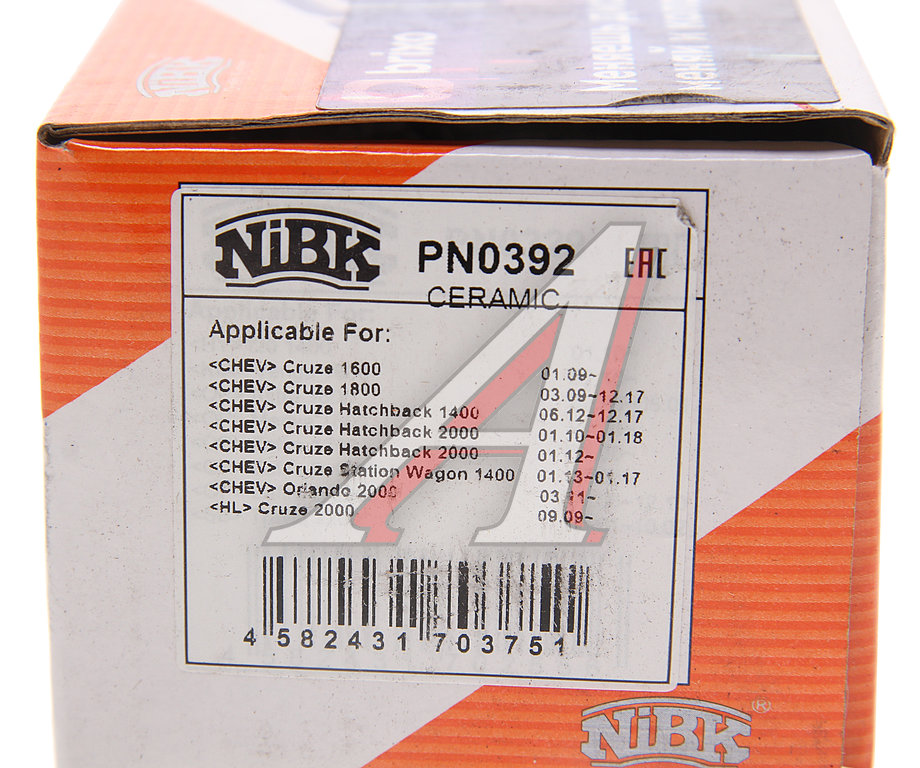 NiBK
brixo
NiBK PN0392 EAC
CERAMIC
Applicable For:
<CHEV> Cruze 1600 01.09~
<CHEV> Cruze 1800 03.09~12.17
<CHEV> Cruze Hatchback 1400 06.12~12.17
<CHEV> Cruze Hatchback 2000 01.10~01.18
<CHEV> Cruze Hatchback 2000 01.12~
<CHEV> Cruze Station Wagon 1400 01.13~01.17
<CHEV> Orlando 2000 03.11~
<HL> Cruze 2000 09.09~
4 582431 703751
NiBK®